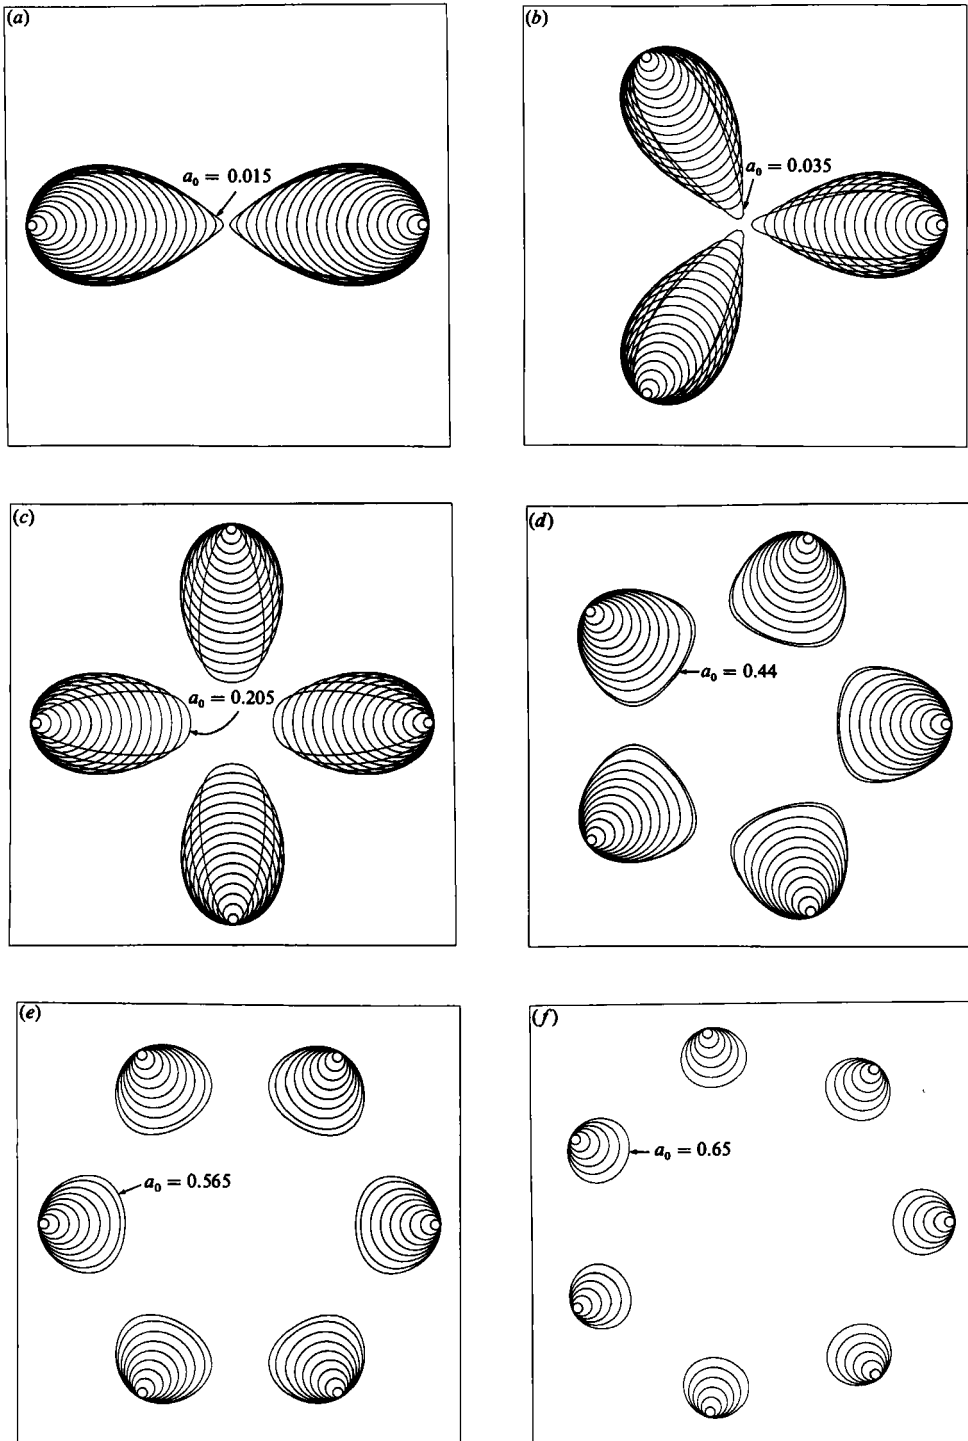 (a)
a₀ = 0.015
(b)
a₀ = 0.035
(c)
a₀ = 0.205
(d)
a₀ = 0.44
(e)
a₀ = 0.565
(f)
a₀ = 0.65